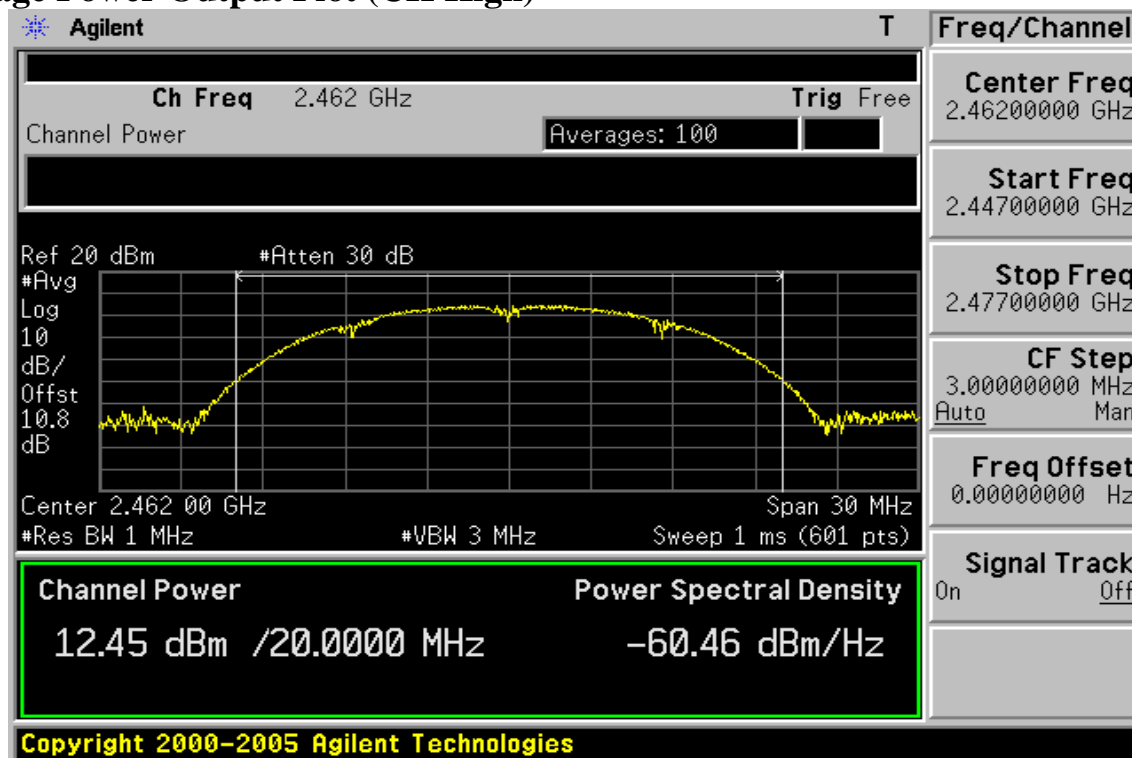 Power Output Plot (CH High)
Agilent T Freq/Channel
Ch Freq 2.462 GHz Trig Free
Channel Power Averages: 100
Center Freq
2.46200000 GHz
Start Freq
2.44700000 GHz
Stop Freq
2.47700000 GHz
CF Step
3.00000000 MHz
Auto Man
Freq Offset
0.00000000 Hz
Signal Track
On Off
Ref 20 dBm #Atten 30 dB
#Avg
Log
10
dB/
Offst
10.8
dB
Center 2.462 00 GHz Span 30 MHz
#Res BW 1 MHz #VBW 3 MHz Sweep 1 ms (601 pts)
Channel Power Power Spectral Density
12.45 dBm /20.0000 MHz -60.46 dBm/Hz
Copyright 2000-2005 Agilent Technologies